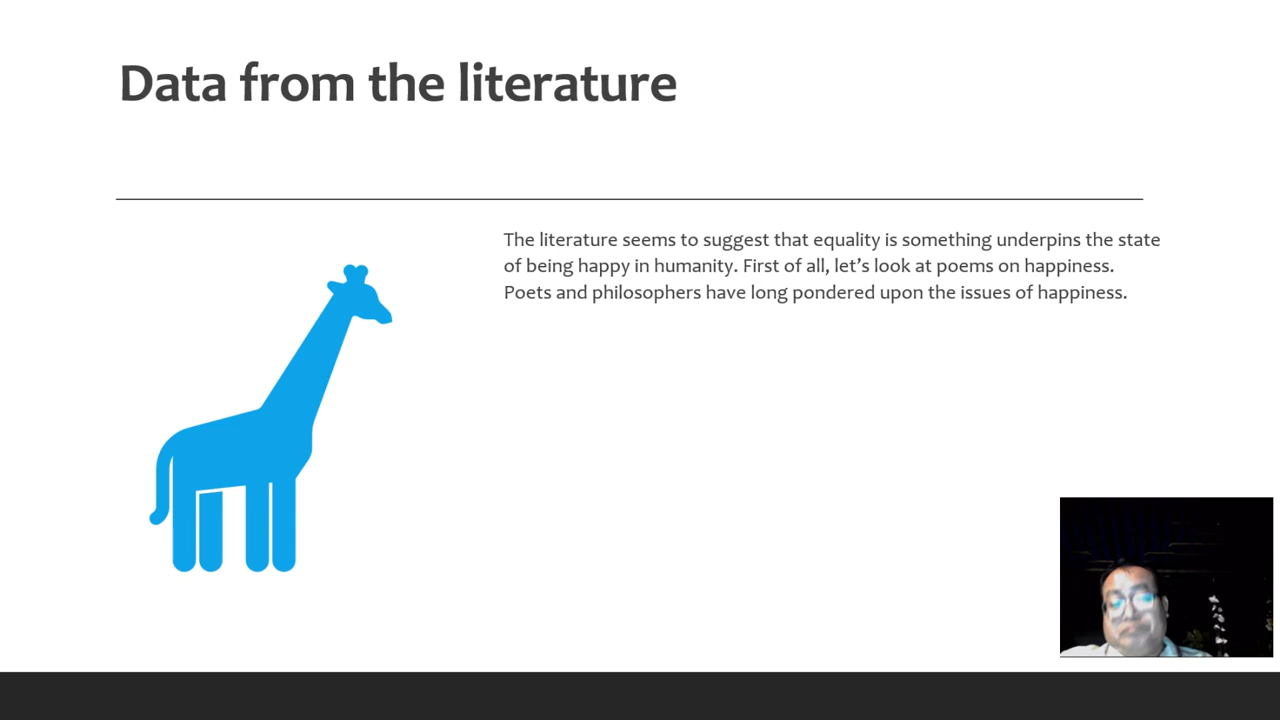 Data from the literature
The literature seems to suggest that equality is something underpins the state
of being happy in humanity. First of all, let’s look at poems on happiness.
Poets and philosophers have long pondered upon the issues of happiness.